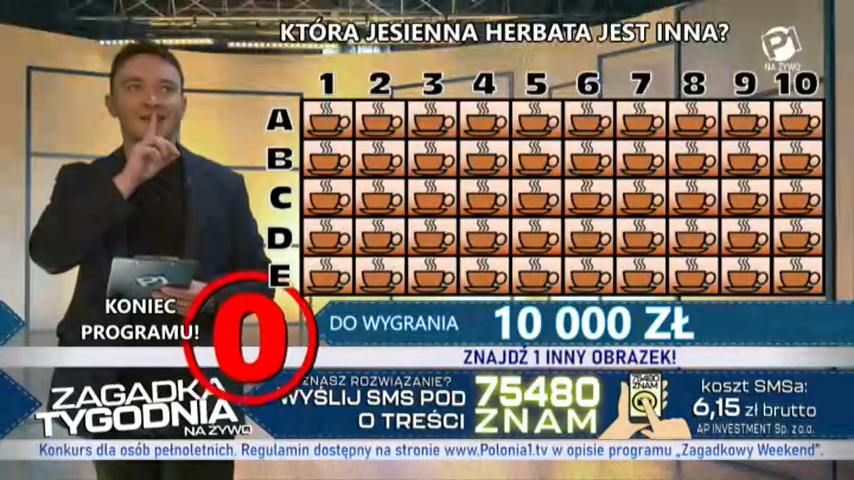 KTÓRA JESIENNA HERBATA JEST INNA?
P1
NA ŻYWO
1 2 3 4 5 6 7 8 9 10
A
B
C
D
E
P1
KONIEC
PROGRAMU!
0
DO WYGRANIA
10 000 ZŁ
ZNAJDŹ 1 INNY OBRAZEK!
ZAGADKA
TYGODNIA
NA ŻYWO
ZNASZ ROZWIĄZANIE?
WYŚLIJ SMS POD
O TREŚCI
75480
ZNAM
75480
ZNAM
koszt SMSa:
6,15 zł brutto
AP INVESTMENT Sp. z o.o.
Konkurs dla osób pełnoletnich. Regulamin dostępny na stronie www.Polonia1.tv w opisie programu „Zagadkowy Weekend”.